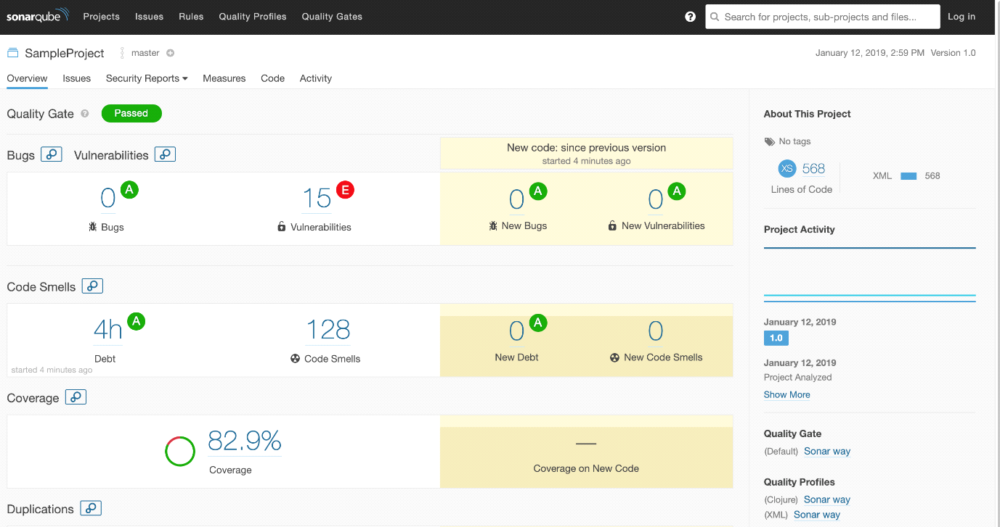 sonarqube Projects Issues Rules Quality Profiles Quality Gates ? Search for projects, sub-projects and files... Log in
SampleProject master January 12, 2019, 2:59 PM Version 1.0
Overview Issues Security Reports Measures Code Activity
Quality Gate ? Passed
Bugs Vulnerabilities
New code: since previous version
started 4 minutes ago
0 A
Bugs
15 E
Vulnerabilities
0 A
New Bugs
0 A
New Vulnerabilities
Code Smells
4h A
Debt
started 4 minutes ago
128
Code Smells
0 A
New Debt
0
New Code Smells
Coverage
82.9%
Coverage
—
Coverage on New Code
Duplications
About This Project
No tags
XS 568
Lines of Code
XML 568
Project Activity
January 12, 2019
1.0
January 12, 2019
Project Analyzed
Show More
Quality Gate
(Default) Sonar way
Quality Profiles
(Clojure) Sonar way
(XML) Sonar way